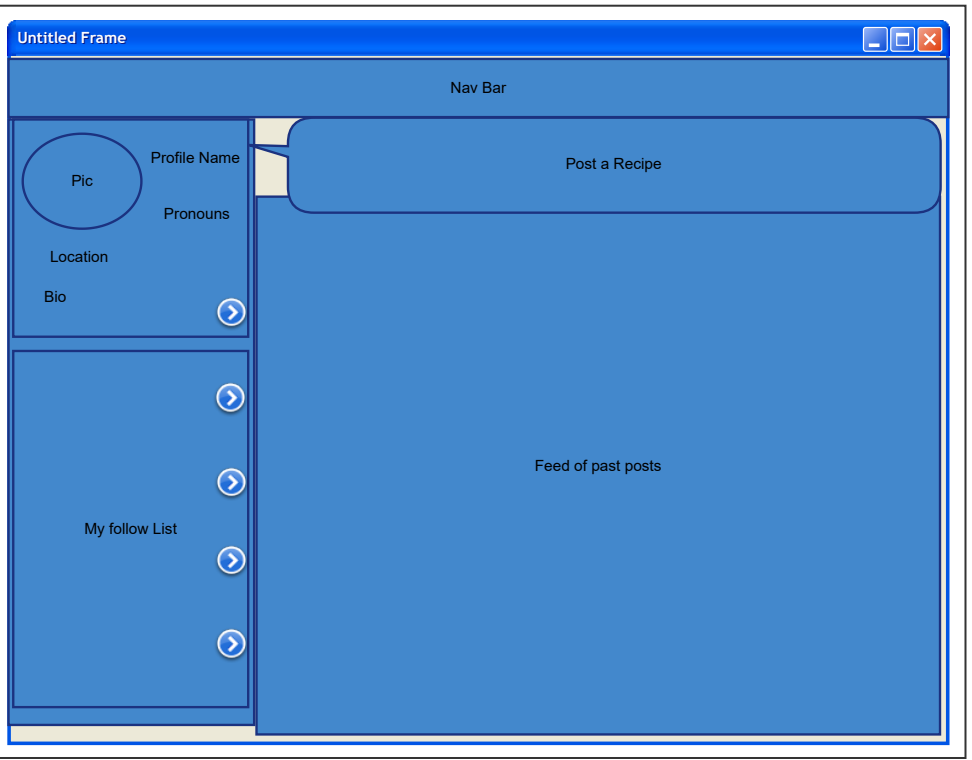 Untitled Frame
Nav Bar
Pic
Profile Name
Pronouns
Location
Bio
Post a Recipe
My follow List
Feed of past posts